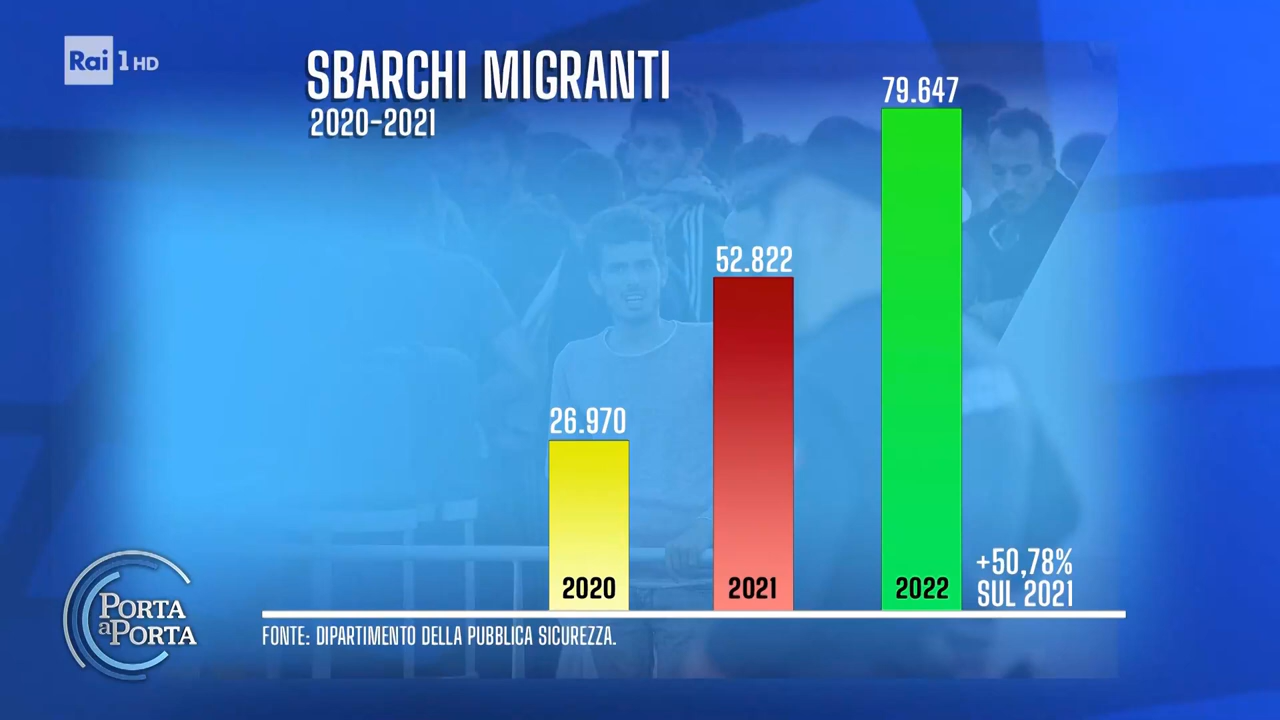 Rai 1 HD
SBARCHI MIGRANTI
2020-2021
79.647
52.822
26.970
2020
2021
2022
+50,78%
SUL 2021
PORTA
a PORTA
FONTE: DIPARTIMENTO DELLA PUBBLICA SICUREZZA.